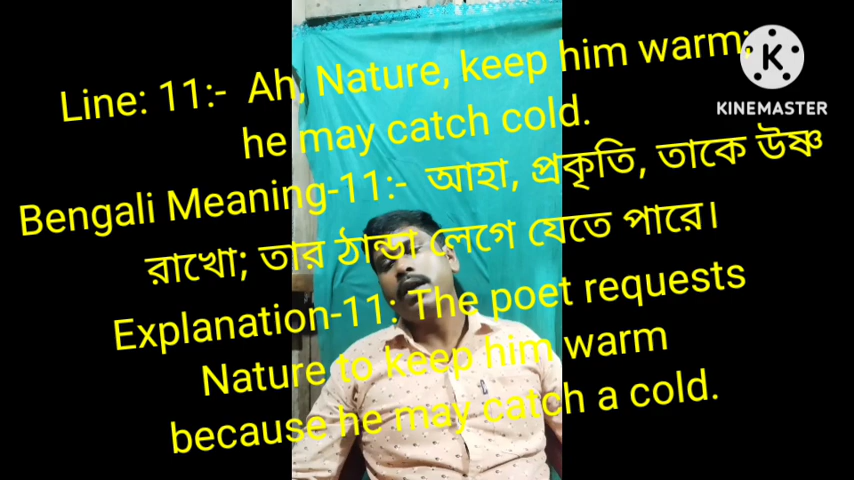 Line: 11:- Ah, Nature, keep him warm;
he may catch cold.
Bengali Meaning-11:- আহা, প্রকৃতি, তাকে উষ্ণ
রাখো; তার ঠান্ডা লেগে যেতে পারে।
Explanation-11: The poet requests
Nature to keep him warm
because he may catch a cold.
K
KINEMASTER